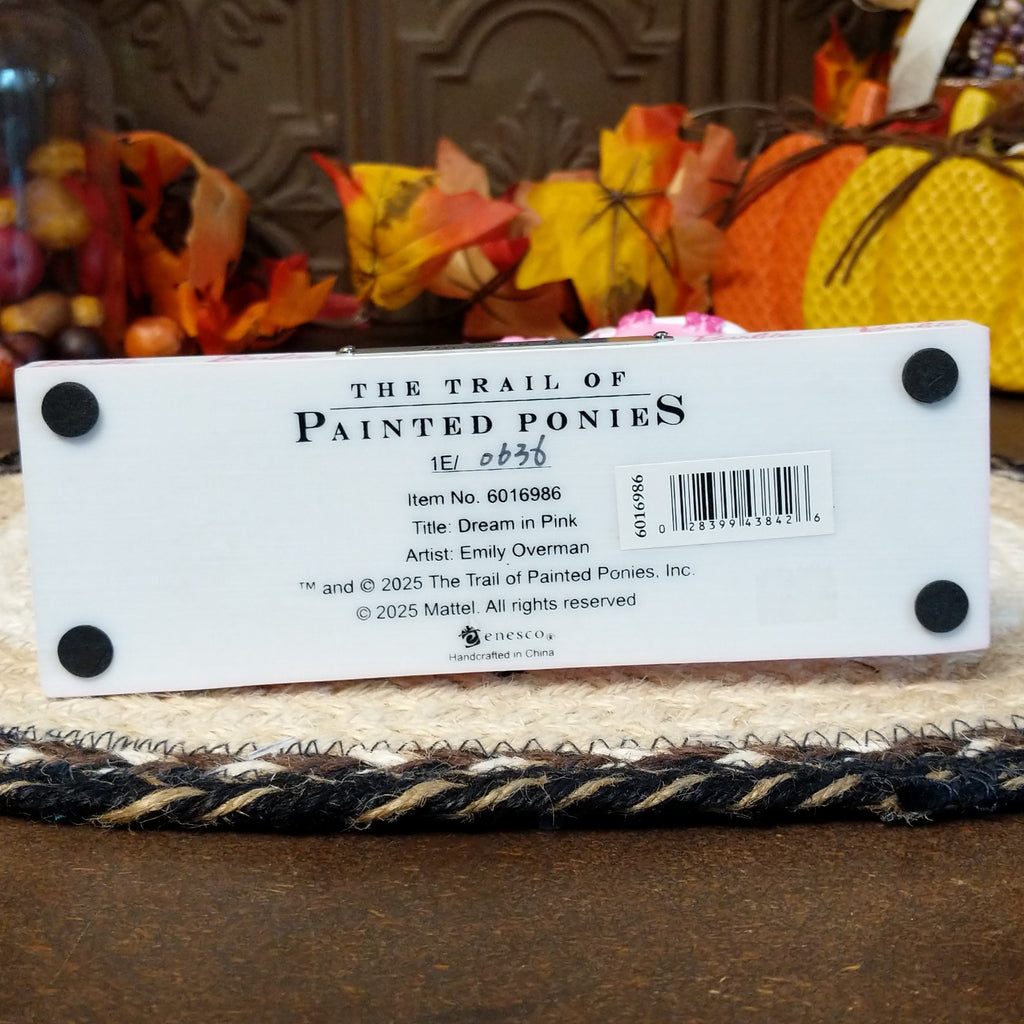 THE TRAIL OF
PAINTED PONIES
1E/ 0636
Item No. 6016986
Title: Dream in Pink
Artist: Emily Overman
™ and © 2025 The Trail of Painted Ponies, Inc.
© 2025 Mattel. All rights reserved
enesco®
Handcrafted in China
6016986
0 28399 43842 6